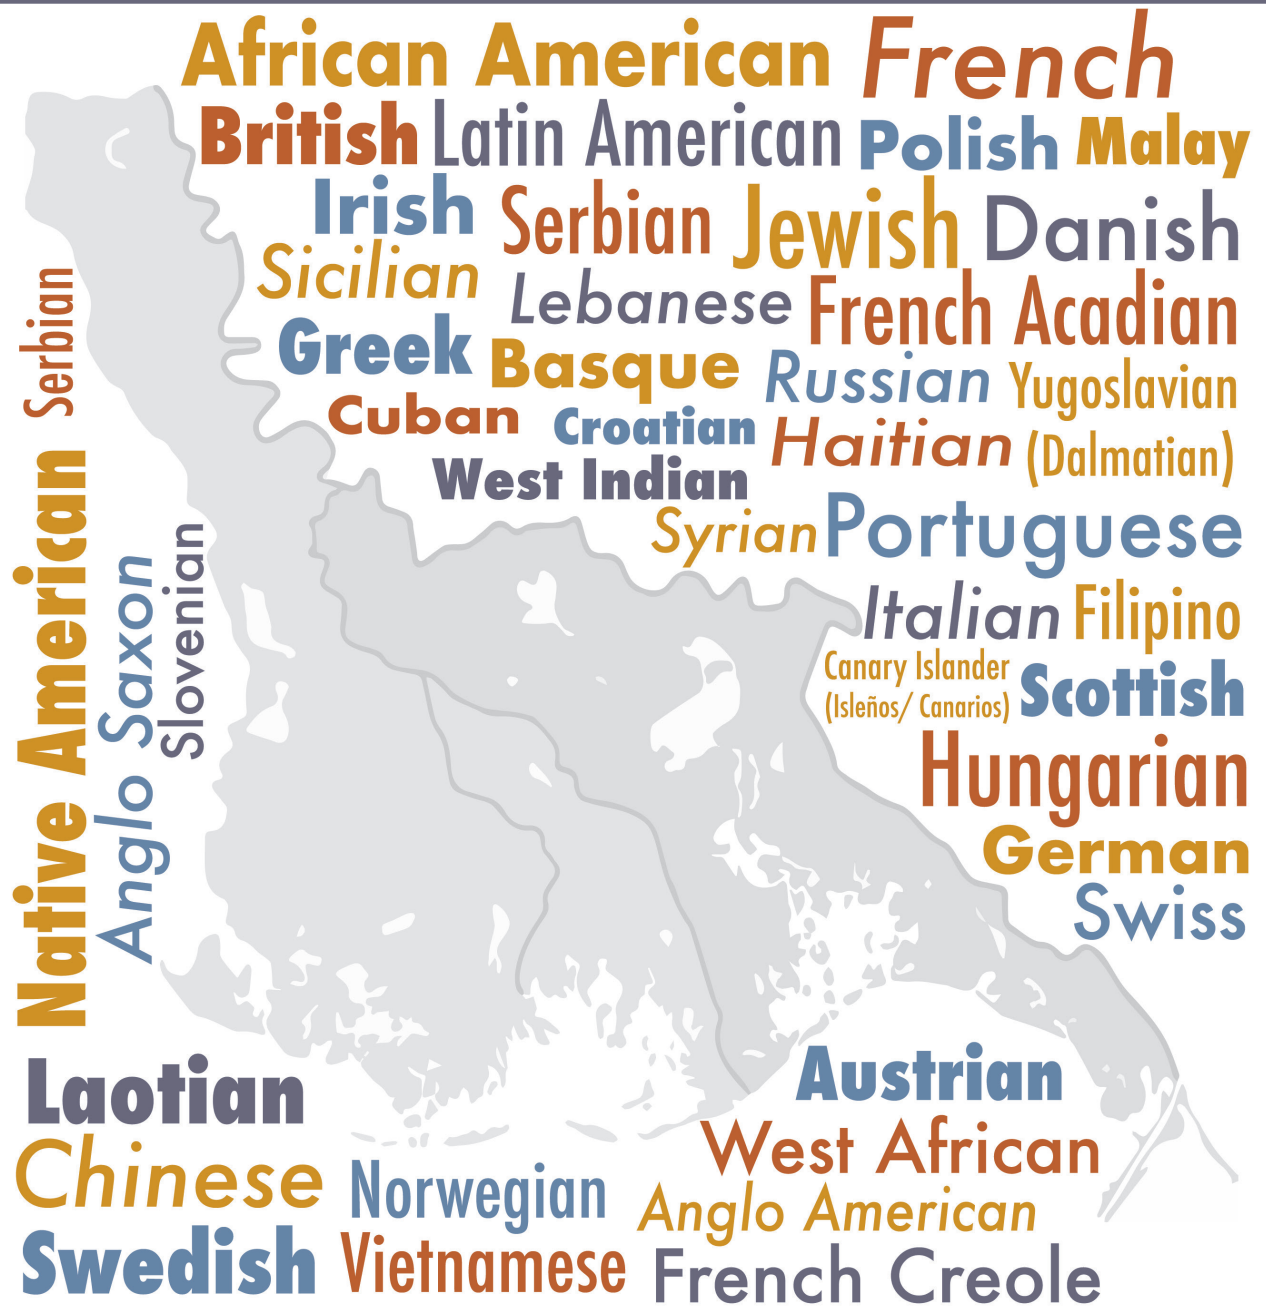 African American French
British Latin American Polish Malay
Irish Serbian Jewish Danish
Sicilian Lebanese French Acadian
Greek Basque Russian Yugoslavian
Cuban Croatian Haitian (Dalmatian)
West Indian
Syrian Portuguese
Italian Filipino
Canary Islander
(Isleños/ Canarios) Scottish
Hungarian
German
Swiss
Serbian
Native American
Anglo Saxon
Slovenian
Laotian
Chinese
Swedish
Norwegian
Vietnamese
Austrian
West African
Anglo American
French Creole